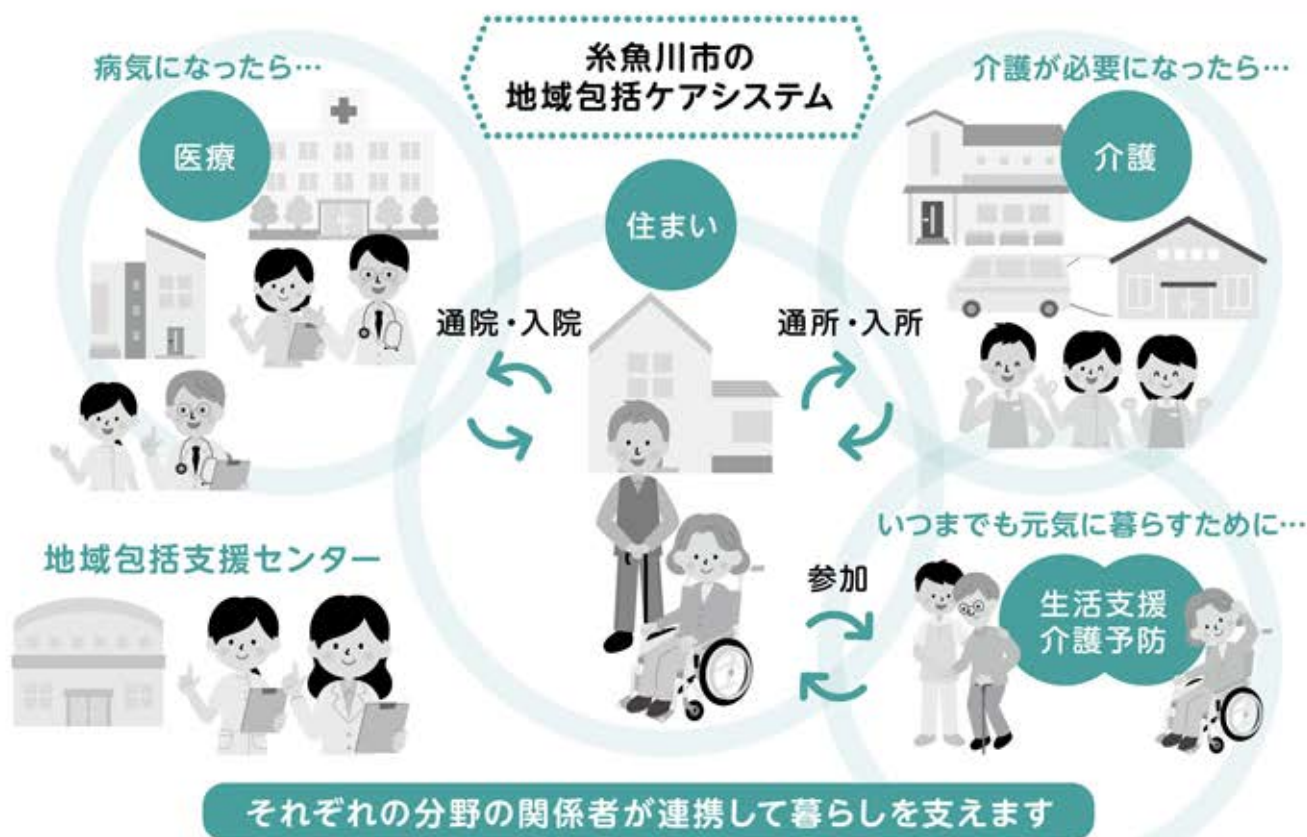 糸魚川市の
地域包括ケアシステム
病気になったら…
医療
介護が必要になったら…
介護
住まい
通院・入院
通所・入所
地域包括支援センター
いつまでも元気に暮らすために…
参加
生活支援
介護予防
それぞれの分野の関係者が連携して暮らしを支えます